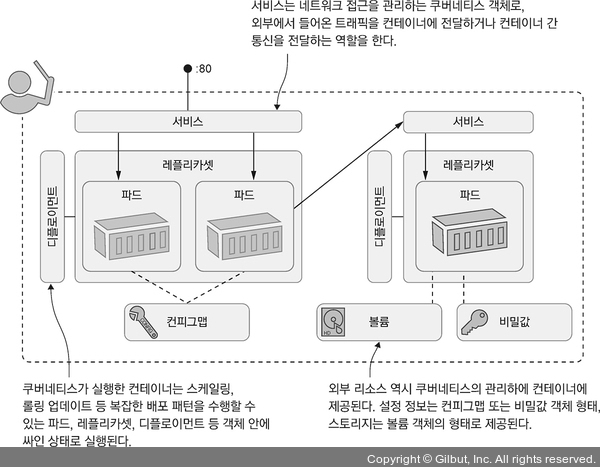 서비스는 네트워크 접근을 관리하는 쿠버네티스 객체로,
외부에서 들어온 트래픽을 컨테이너에 전달하거나 컨테이너 간
통신을 전달하는 역할을 한다.
:80
서비스
서비스
디플로이먼트
레플리카셋
파드
파드
디플로이먼트
레플리카셋
파드
컨피그맵
HD
볼륨
비밀값
쿠버네티스가 실행한 컨테이너는 스케일링,
롤링 업데이트 등 복잡한 배포 패턴을 수행할 수
있는 파드, 레플리카셋, 디플로이먼트 등 객체 안에
싸인 상태로 실행된다.
외부 리소스 역시 쿠버네티스의 관리하에 컨테이너에
제공된다. 설정 정보는 컨피그맵 또는 비밀값 객체 형태,
스토리지는 볼륨 객체의 형태로 제공된다.
Copyright © Gilbut, Inc. All rights reserved.